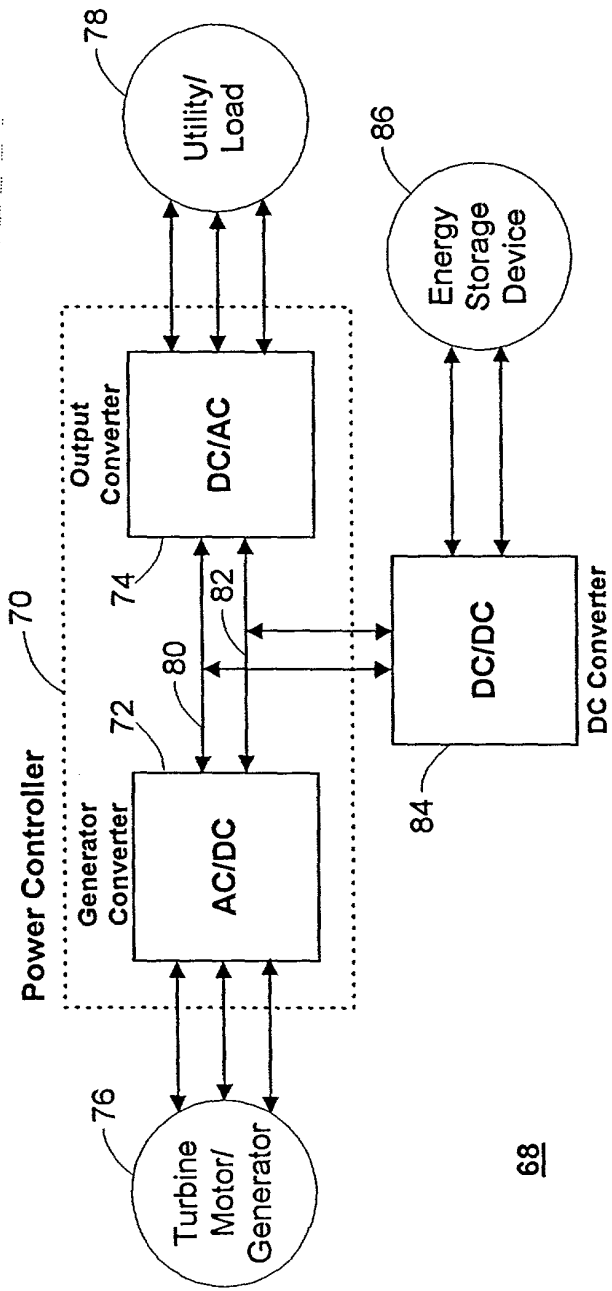 Power Controller
70
Generator
Converter
72
AC/DC
80
82
74
Output
Converter
DC/AC
78
Utility/
Load
76
Turbine
Motor/
Generator
84
DC/DC
DC Converter
86
Energy
Storage
Device
68